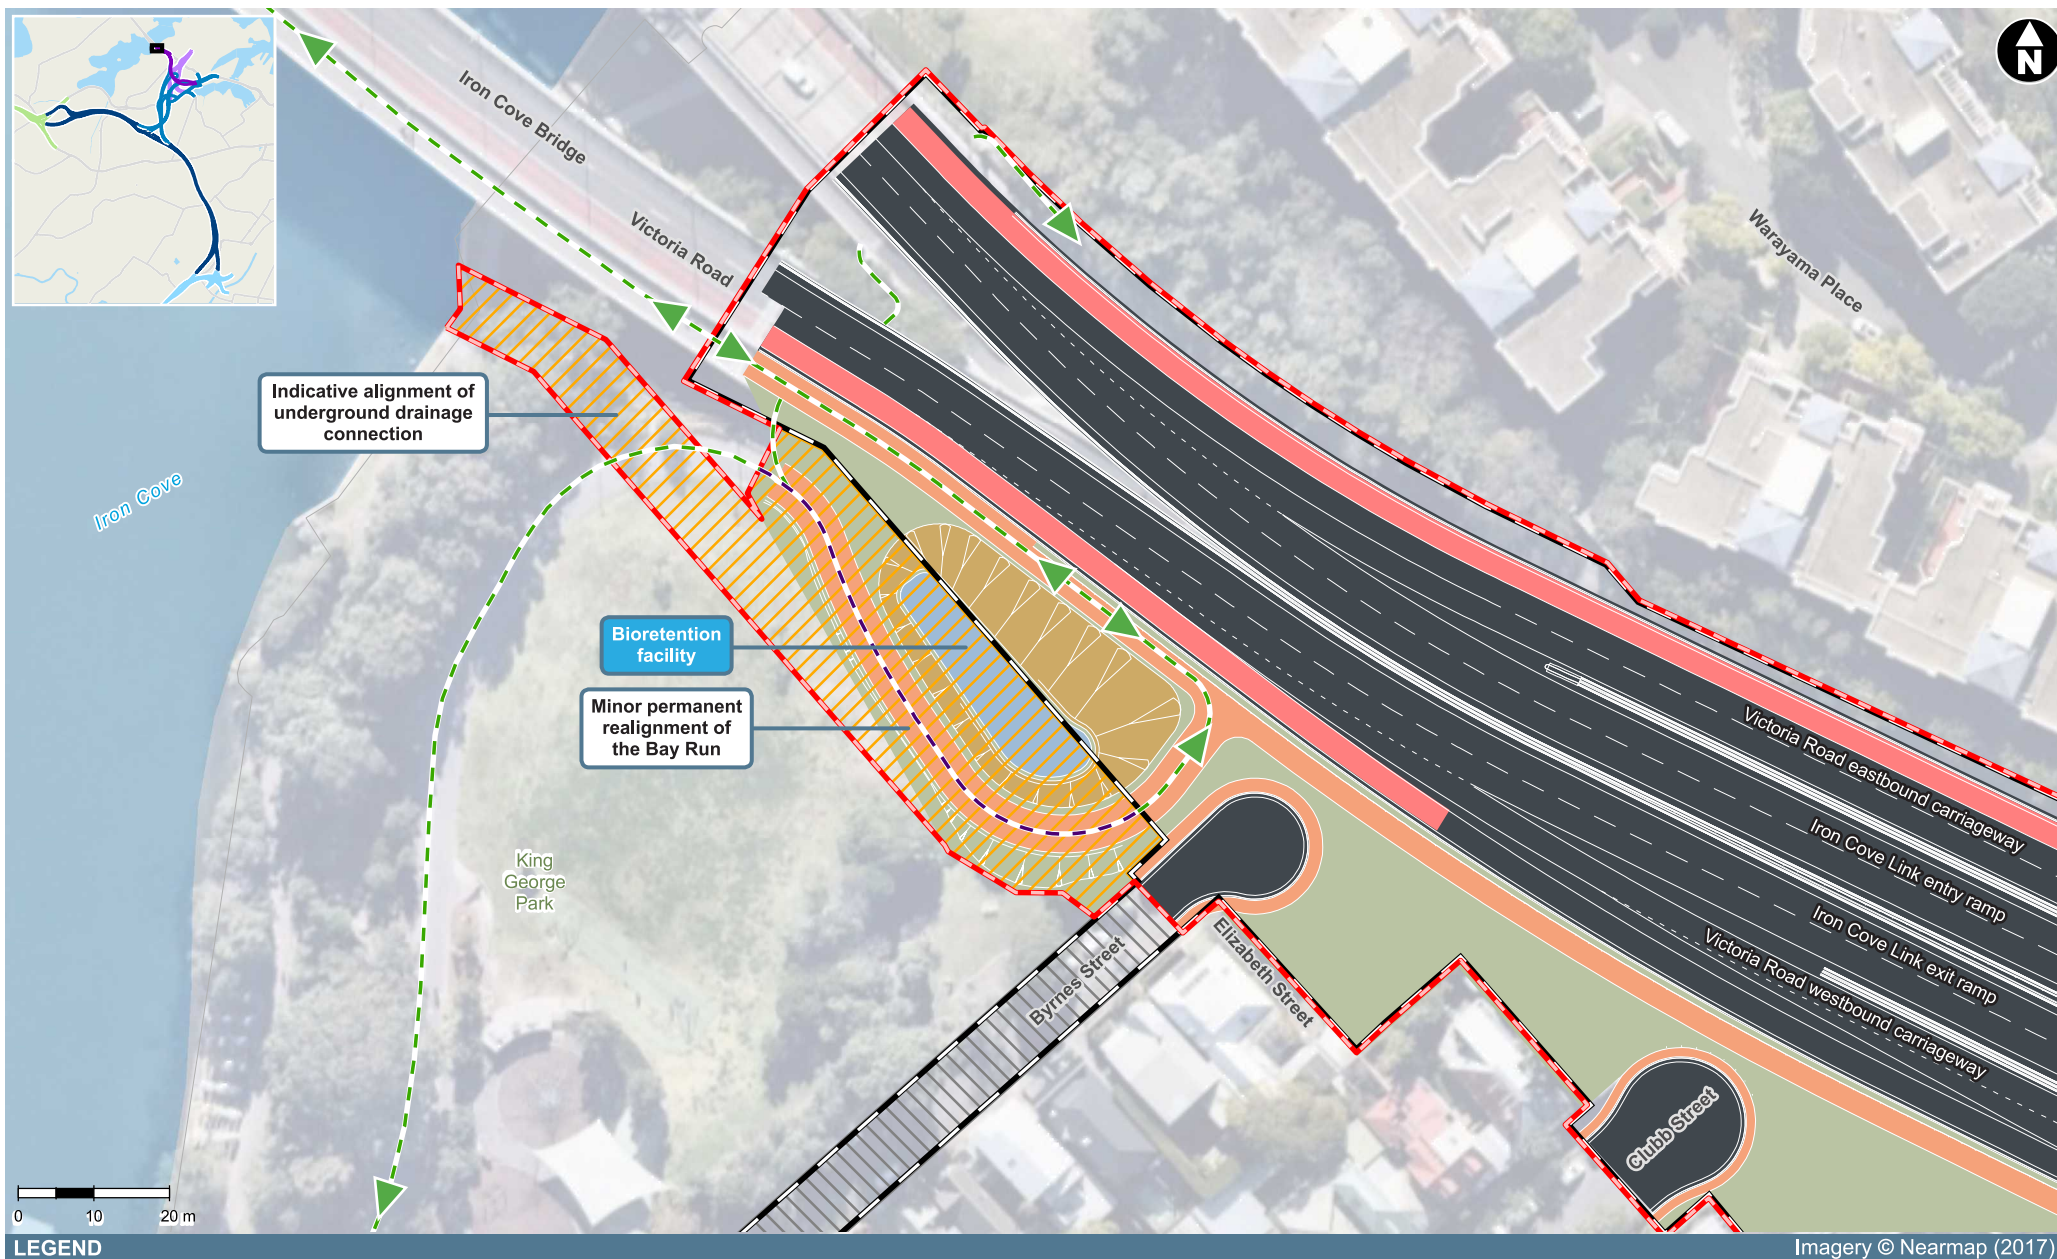 N
Iron Cove Bridge
Victoria Road
Warayama Place
Indicative alignment of
underground drainage
connection
Iron Cove
Bioretention
facility
Minor permanent
realignment of
the Bay Run
King
George
Park
Victoria Road eastbound carriageway
Iron Cove Link entry ramp
Iron Cove Link exit ramp
Victoria Road westbound carriageway
Byrnes Street
Elizabeth Street
Clubb Street
0 10 20 m
LEGEND
Imagery © Nearmap (2017)